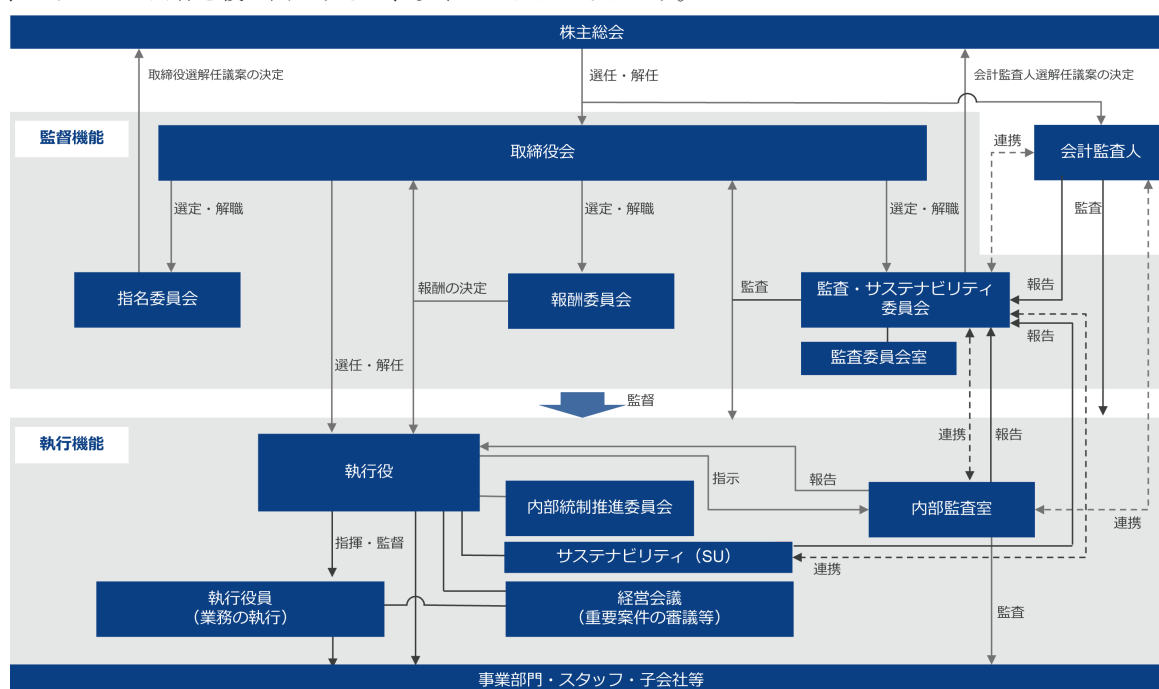 株主総会
取締役選解任議案の決定
選任・解任
会計監査人選解任議案の決定
監督機能
取締役会
連携
会計監査人
選定・解職
選定・解職
選定・解職
監査
指名委員会
報酬の決定
報酬委員会
監査
監査・サステナビリティ
委員会
報告
報告
監査委員会室
選任・解任
監督
執行機能
執行役
連携
報告
指示
報告
内部統制推進委員会
内部監査室
連携
指揮・監督
サステナビリティ（SU）
連携
執行役員
（業務の執行）
経営会議
（重要案件の審議等）
監査
事業部門・スタッフ・子会社等